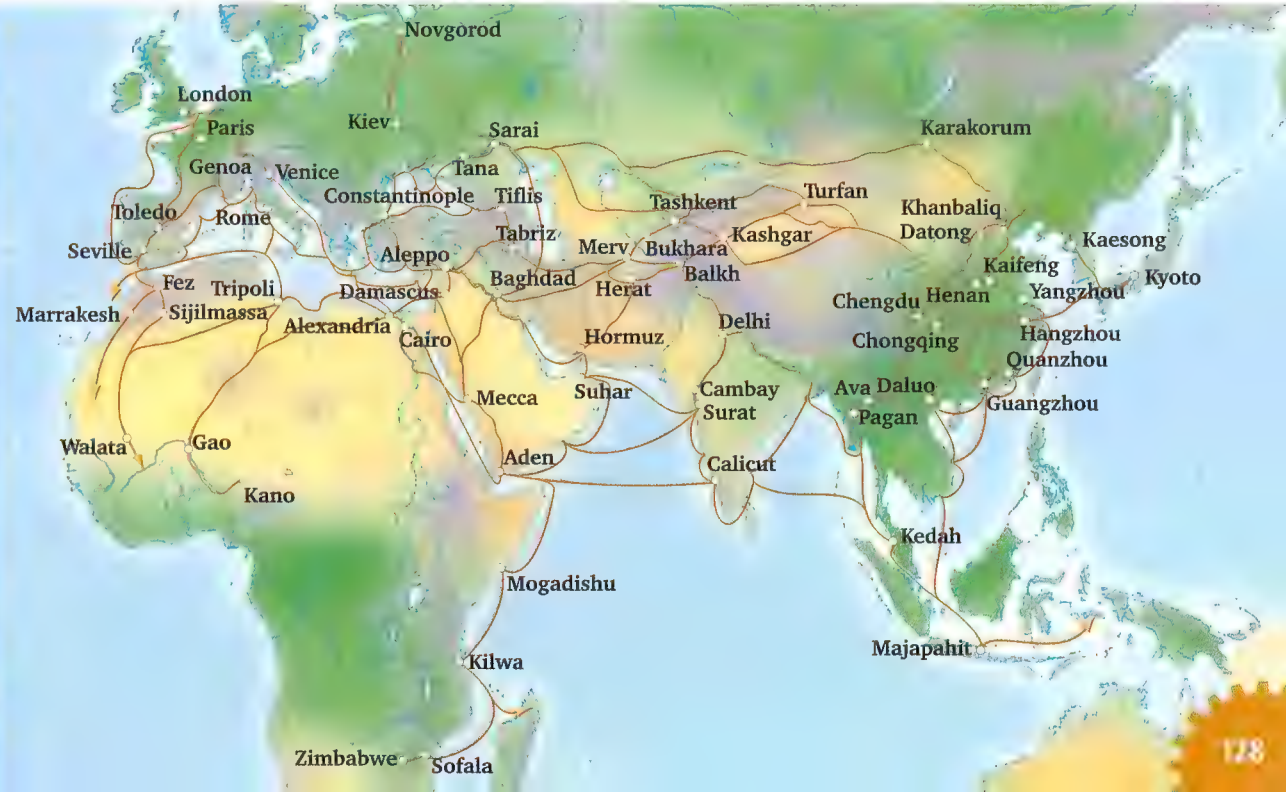 Novgorod
London
Kiev
Paris
Sarai
Karakorum
Genoa
Venice
Tana
Constantinople
Tiflis
Tashkent
Turfan
Toledo
Rome
Khanbaliq
Datong
Tabriz
Merv
Bukhara
Kashgar
Kaesong
Seville
Aleppo
Balkh
Kaifeng
Kyoto
Fez
Tripoli
Damascus
Baghdad
Herat
Chengdu
Henan
Yangzhou
Marrakesh
Sijilmassa
Alexandria
Cairo
Hormuz
Delhi
Chongqing
Hangzhou
Quanzhou
Mecca
Suhar
Cambay
Surat
Ava
Daluo
Pagan
Guangzhou
Walata
Gao
Aden
Calicut
Kano
Kedah
Mogadishu
Majapahit
Kilwa
Zimbabwe
Sofala
128